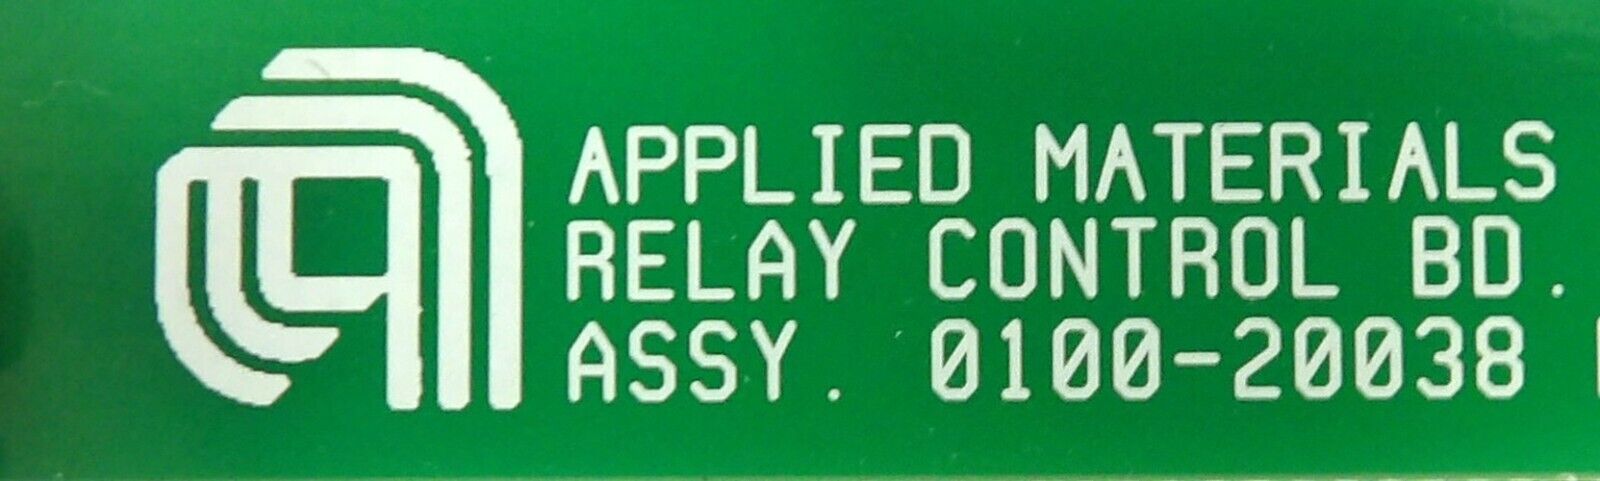 APPLIED MATERIALS
RELAY CONTROL BD.
ASSY. 0100-20038